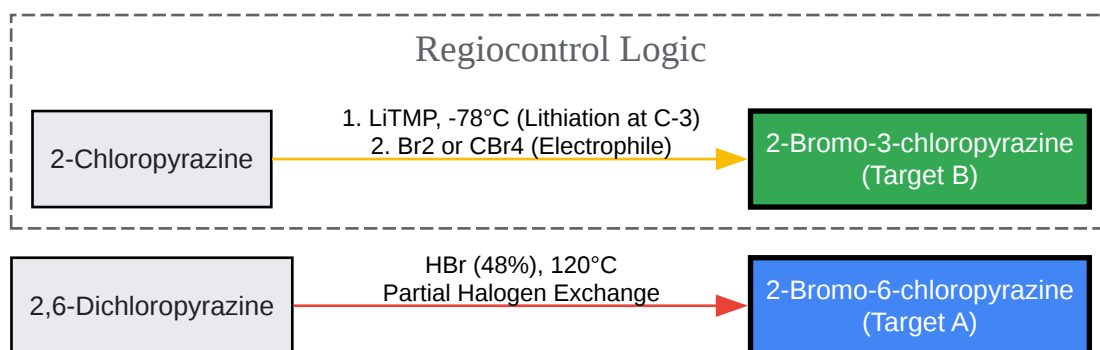 Regiocontrol Logic
2-Chloropyrazine
1. LiTMP, -78°C (Lithiation at C-3)
2. Br2 or CBr4 (Electrophile)
2-Bromo-3-chloropyrazine
(Target B)
2,6-Dichloropyrazine
HBr (48%), 120°C
Partial Halogen Exchange
2-Bromo-6-chloropyrazine
(Target A)